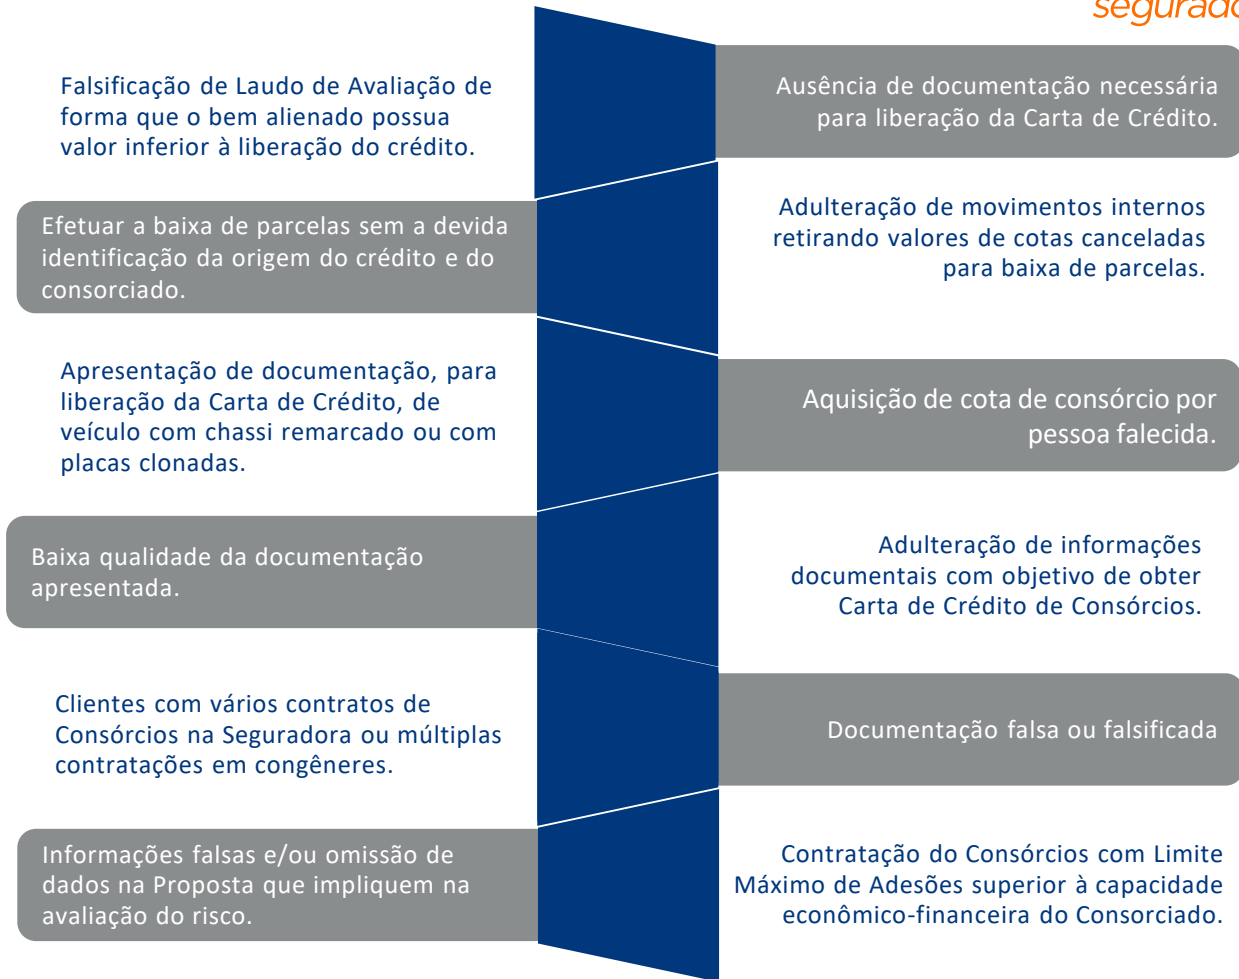 Falsificação de Laudo de Avaliação de
forma que o bem alienado possua
valor inferior à liberação do crédito.
Ausência de documentação necessária
para liberação da Carta de Crédito.
Efetuar a baixa de parcelas sem a devida
identificação da origem do crédito e do
consorciado.
Adulteração de movimentos internos
retirando valores de cotas canceladas
para baixa de parcelas.
Apresentação de documentação, para
liberação da Carta de Crédito, de
veículo com chassi remarcado ou com
placas clonadas.
Aquisição de cota de consórcio por
pessoa falecida.
Baixa qualidade da documentação
apresentada.
Adulteração de informações
documentais com objetivo de obter
Carta de Crédito de Consórcios.
Clientes com vários contratos de
Consórcios na Seguradora ou múltiplas
contratações em congêneres.
Documentação falsa ou falsificada
Informações falsas e/ou omissão de
dados na Proposta que impliquem na
avaliação do risco.
Contratação do Consórcios com Limite
Máximo de Adesões superior à capacidade
econômico-financeira do Consorciado.